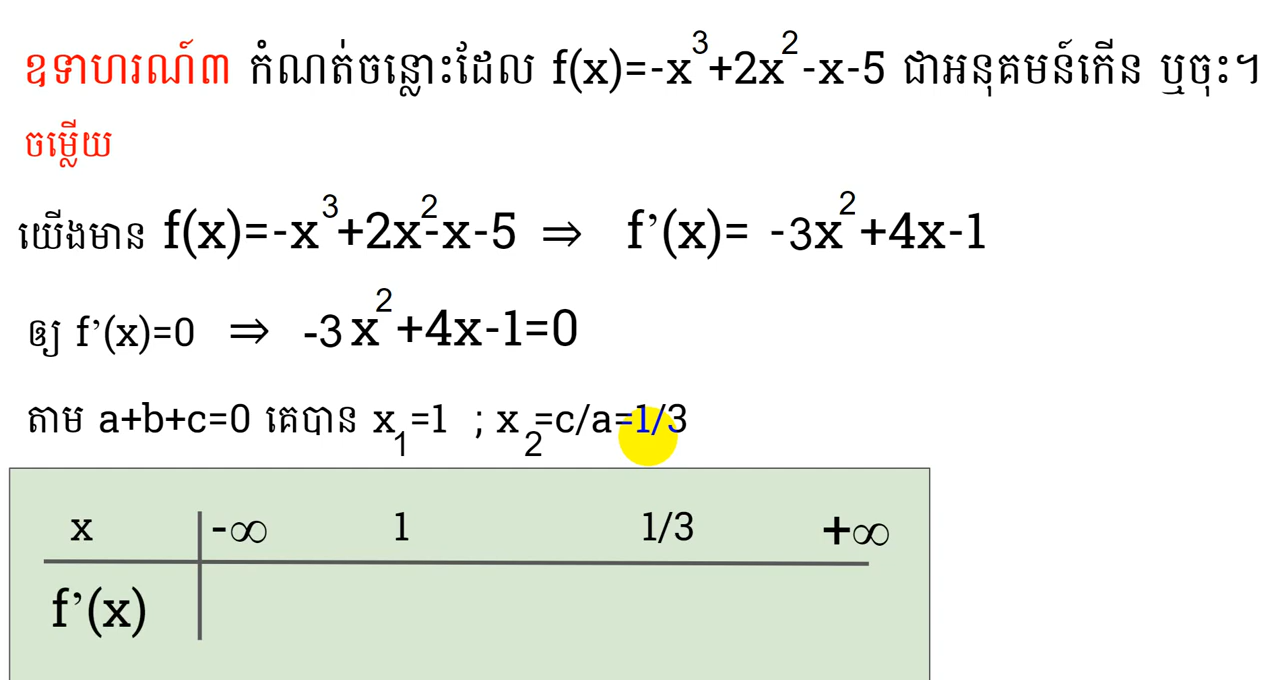 ឧទាហរណ៍៣ កំណត់ចន្លោះដែល f(x)=-x³+2x²-x-5 ជាអនុគមន៍កើន ឬចុះ។
ចម្លើយ
យើងមាន f(x)=-x³+2x²-x-5 ⇒ f'(x)= -3x²+4x-1
ឲ្យ f'(x)=0 ⇒ -3x²+4x-1=0
តាម a+b+c=0 គេបាន x₁=1 ; x₂=c/a=1/3
x -∞ 1 1/3 +∞
f'(x)